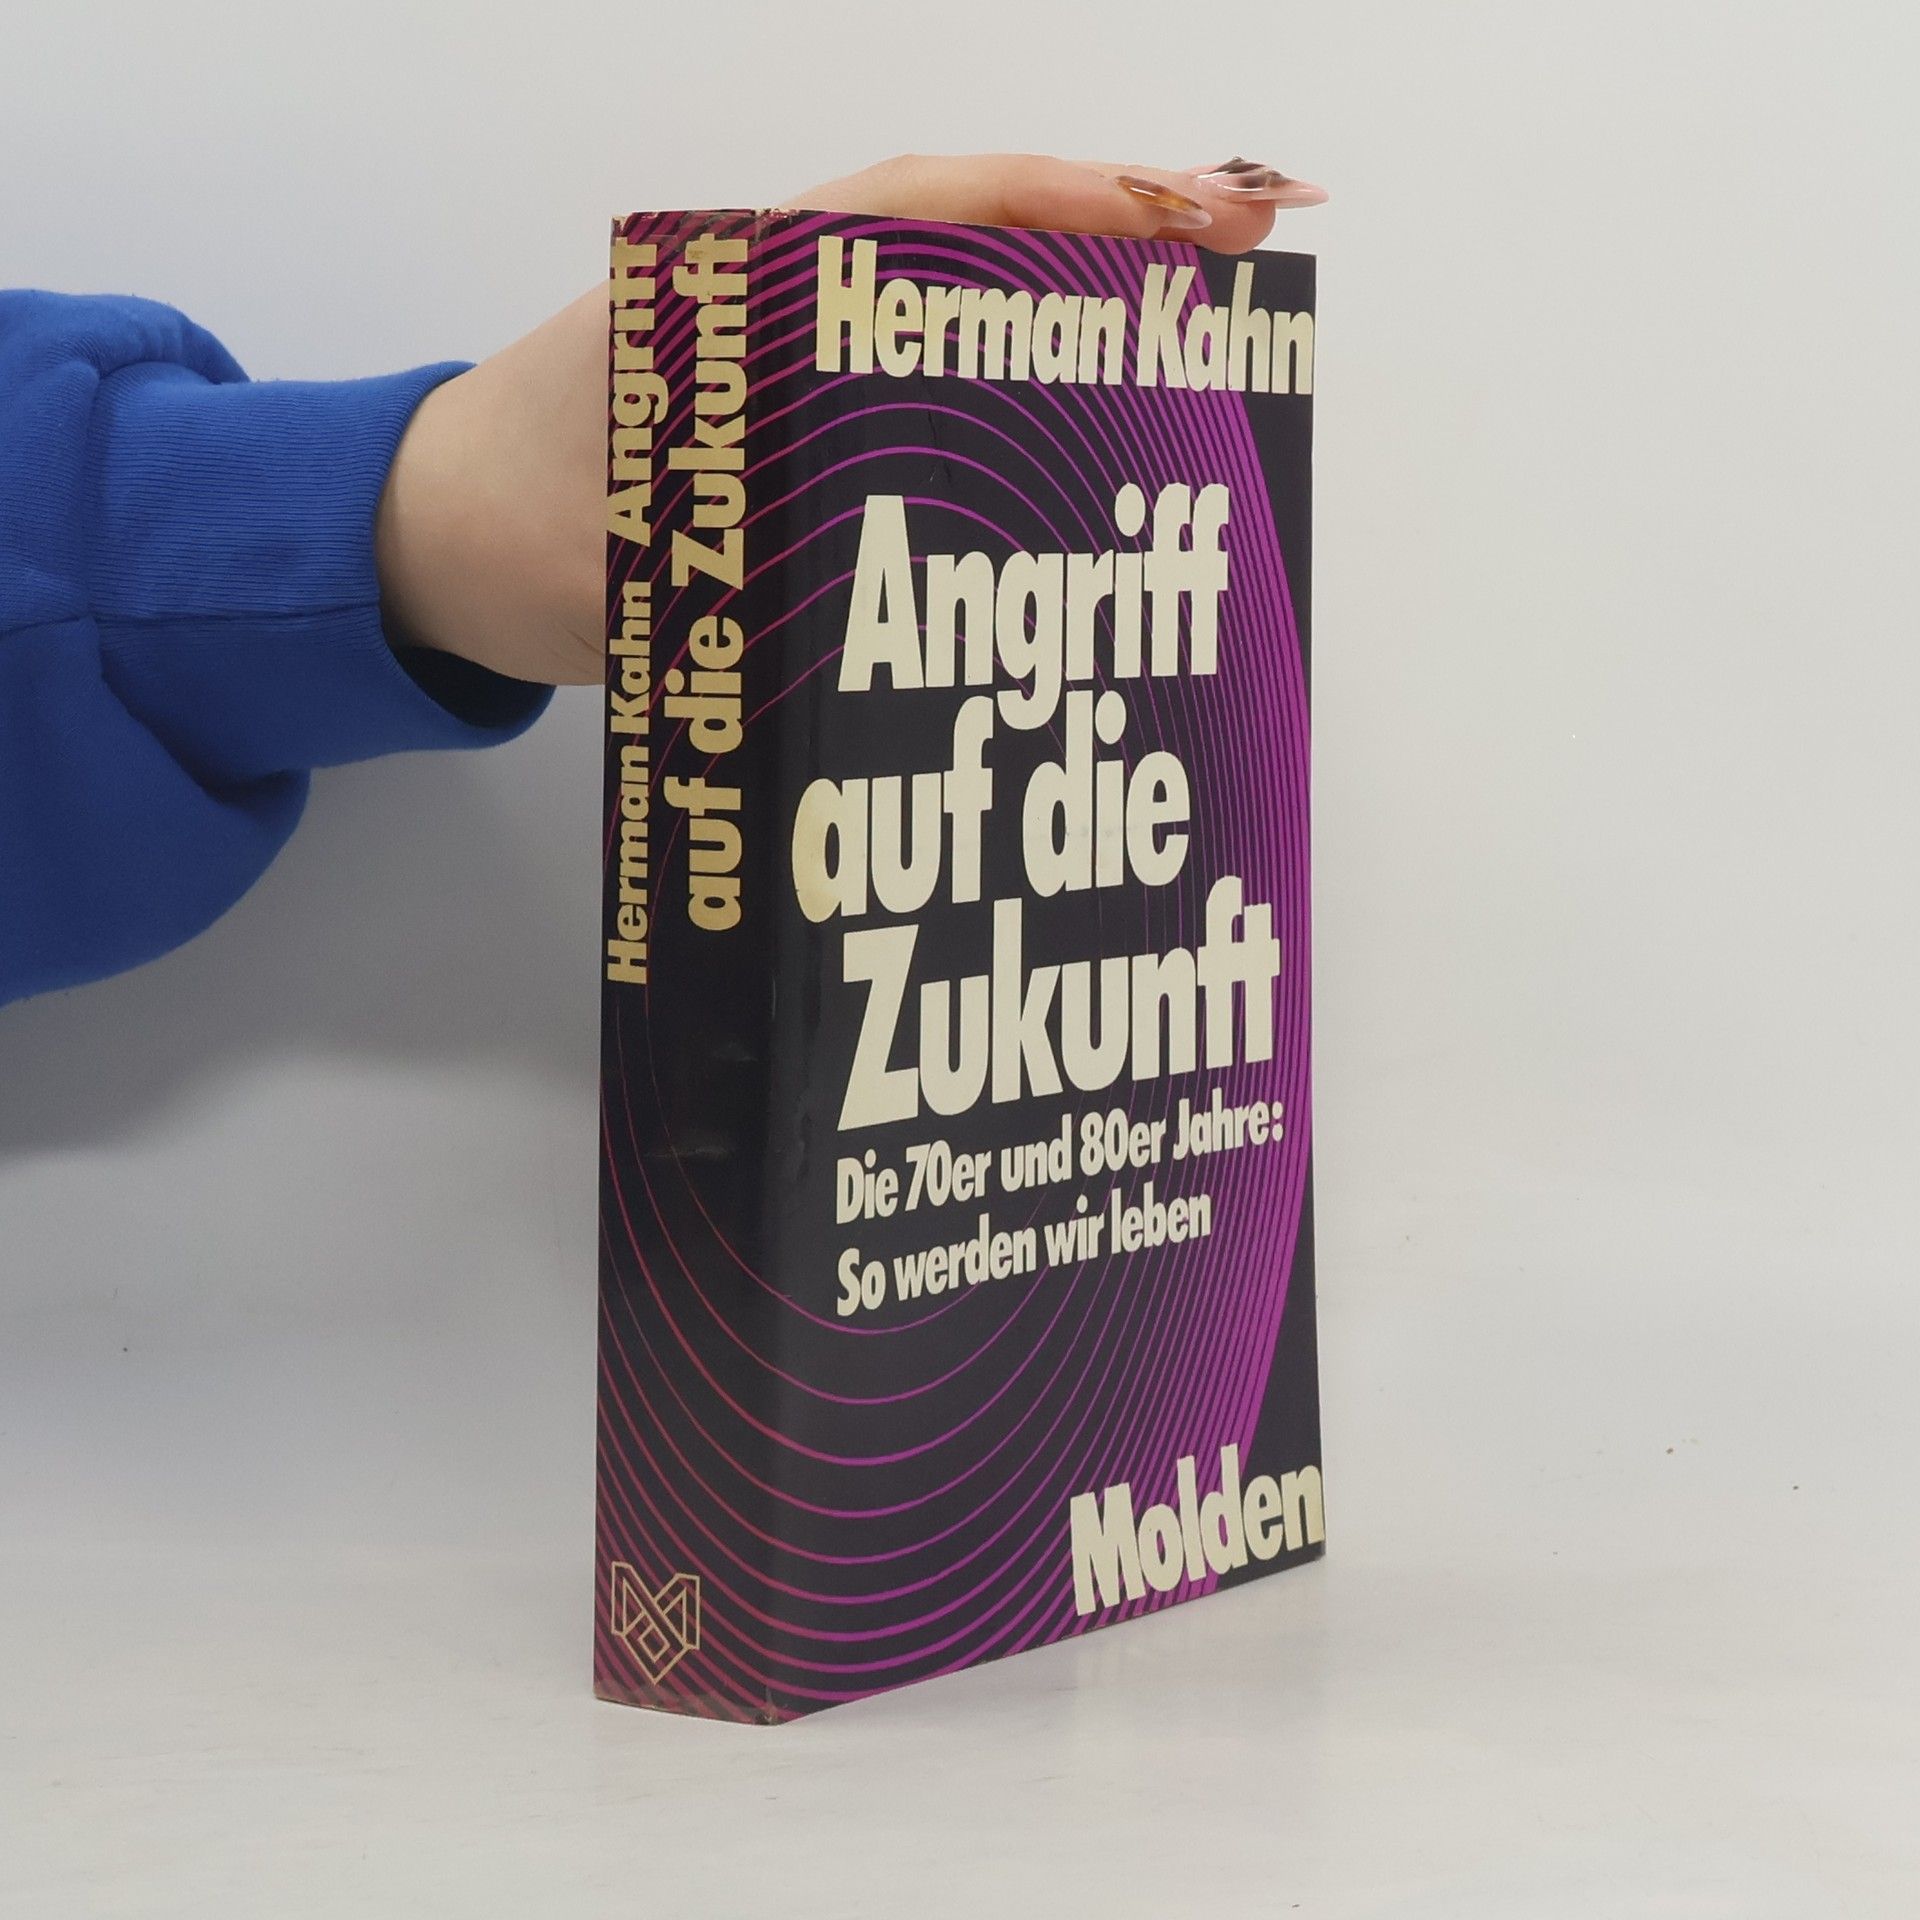 Herman Kahn Angriff
auf die Zukunft
Herman Kahn
Angriff
auf die
Zukunft
Die 70er und 80er Jahre:
So werden wir leben
Molden